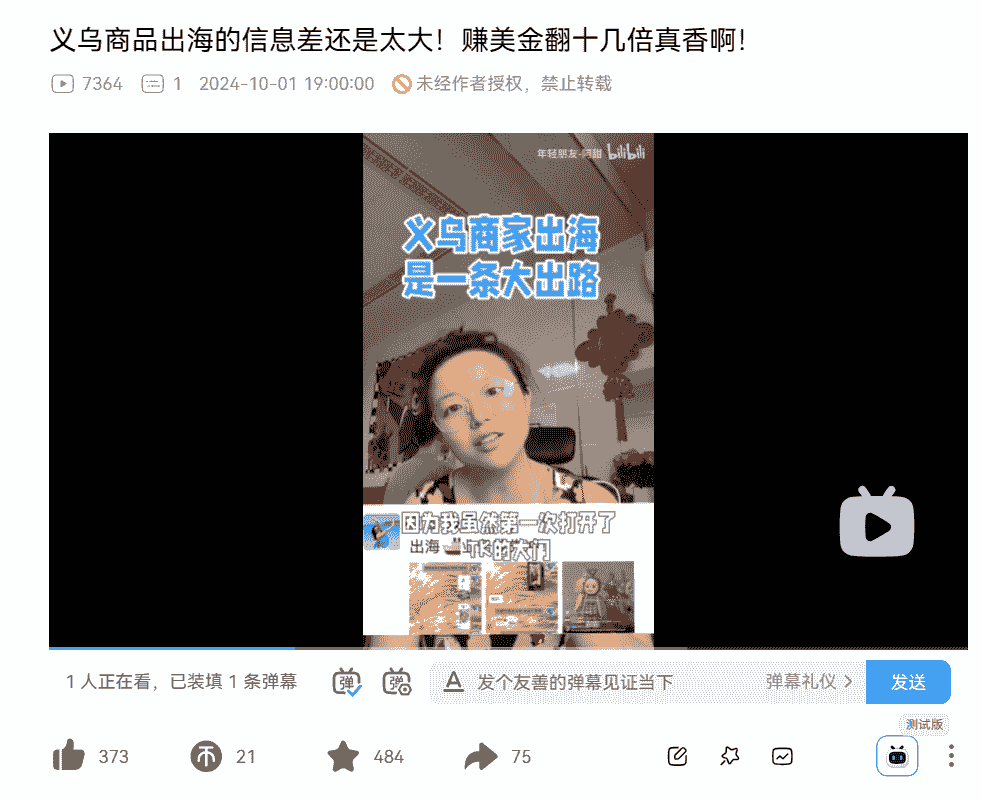 义乌商品出海的信息差还是太大！赚美金翻十几倍真香啊！
7364 1 2024-10-01 19:00:00 未经作者授权，禁止转载
年轻朋友-阿甜 bilibili
义乌商家出海
是一条大出路
因为我虽然第一次打开了
出海
TK的大门
1 人正在看，已装填 1 条弹幕 弹 弹 A 发个友善的弹幕见证当下 弹幕礼仪 发送
测试版
373 21 484 75